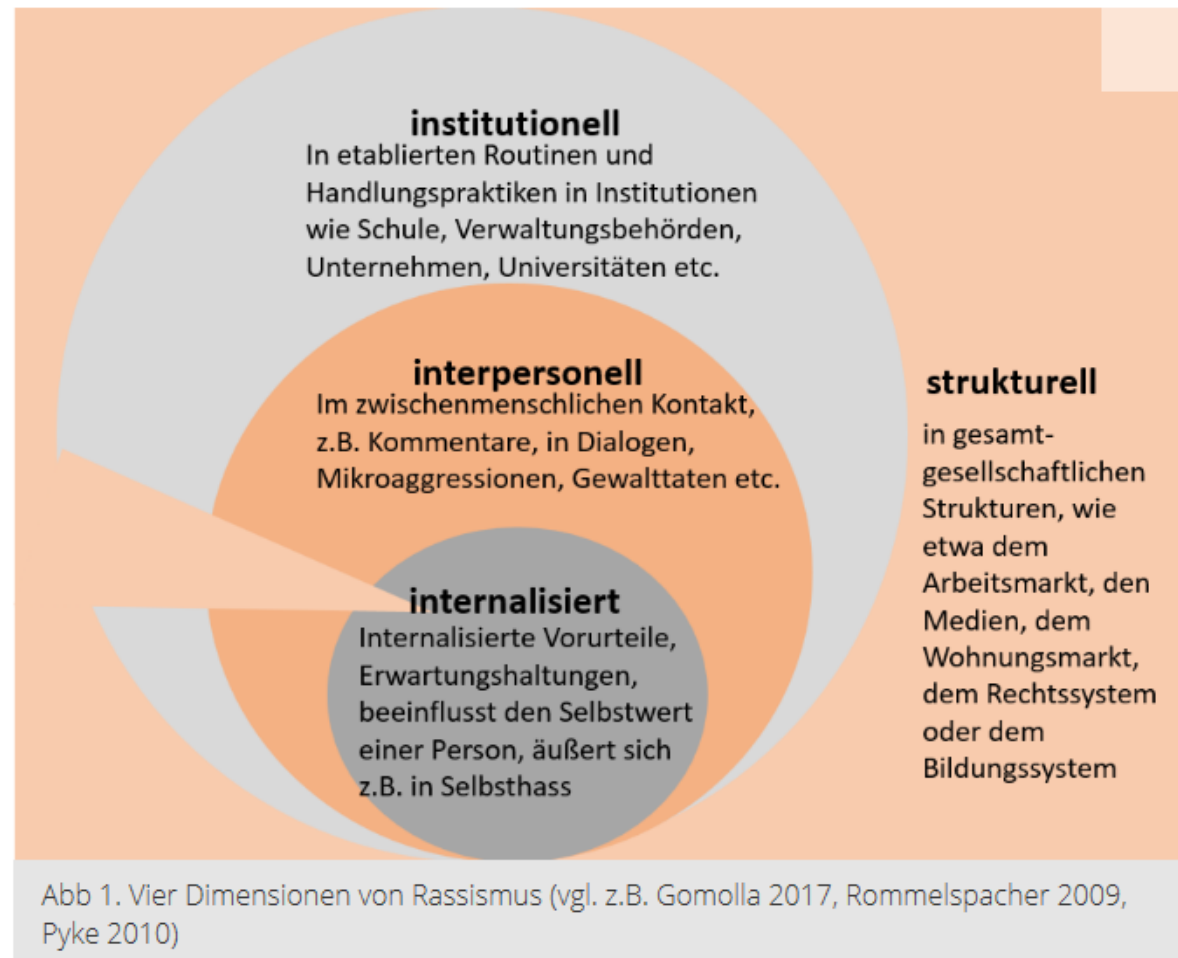 institutionell
In etablierten Routinen und
Handlungspraktiken in Institutionen
wie Schule, Verwaltungsbehörden,
Unternehmen, Universitäten etc.
interpersonell
Im zwischenmenschlichen Kontakt,
z.B. Kommentare, in Dialogen,
Mikroaggressionen, Gewalttaten etc.
internalisiert
Internalisierte Vorurteile,
Erwartungshaltungen,
beeinflusst den Selbstwert
einer Person, äußert sich
z.B. in Selbsthass
strukturell
in gesamt-
gesellschaftlichen
Strukturen, wie
etwa dem
Arbeitsmarkt, den
Medien, dem
Wohnungsmarkt,
dem Rechtssystem
oder dem
Bildungssystem
Abb 1. Vier Dimensionen von Rassismus (vgl. z.B. Gomolla 2017, Rommelspacher 2009,
Pyke 2010)